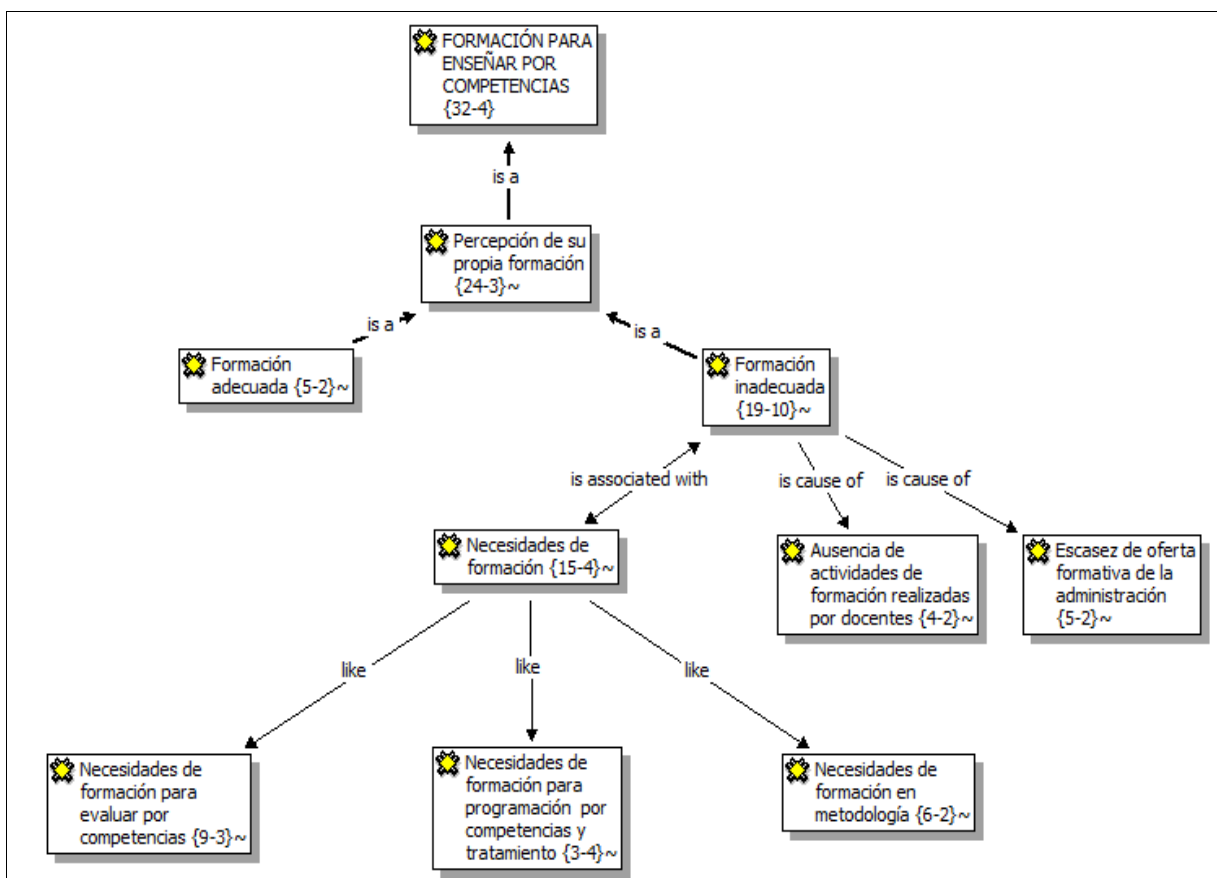 FORMACIÓN PARA
ENSEÑAR POR
COMPETENCIAS
{32-4}
is a
Percepción de su
propia formación
{24-3}~
is a
is a
Formación
adecuada {5-2}~
Formación
inadecuada
{19-10}~
is associated with
is cause of
is cause of
Necesidades de
formación {15-4}~
Ausencia de
actividades de
formación realizadas
por docentes {4-2}~
Escasez de oferta
formativa de la
administración
{5-2}~
like
like
like
Necesidades de
formación para
evaluar por
competencias {9-3}~
Necesidades de
formación para
programación por
competencias y
tratamiento {3-4}~
Necesidades de
formación en
metodología {6-2}~